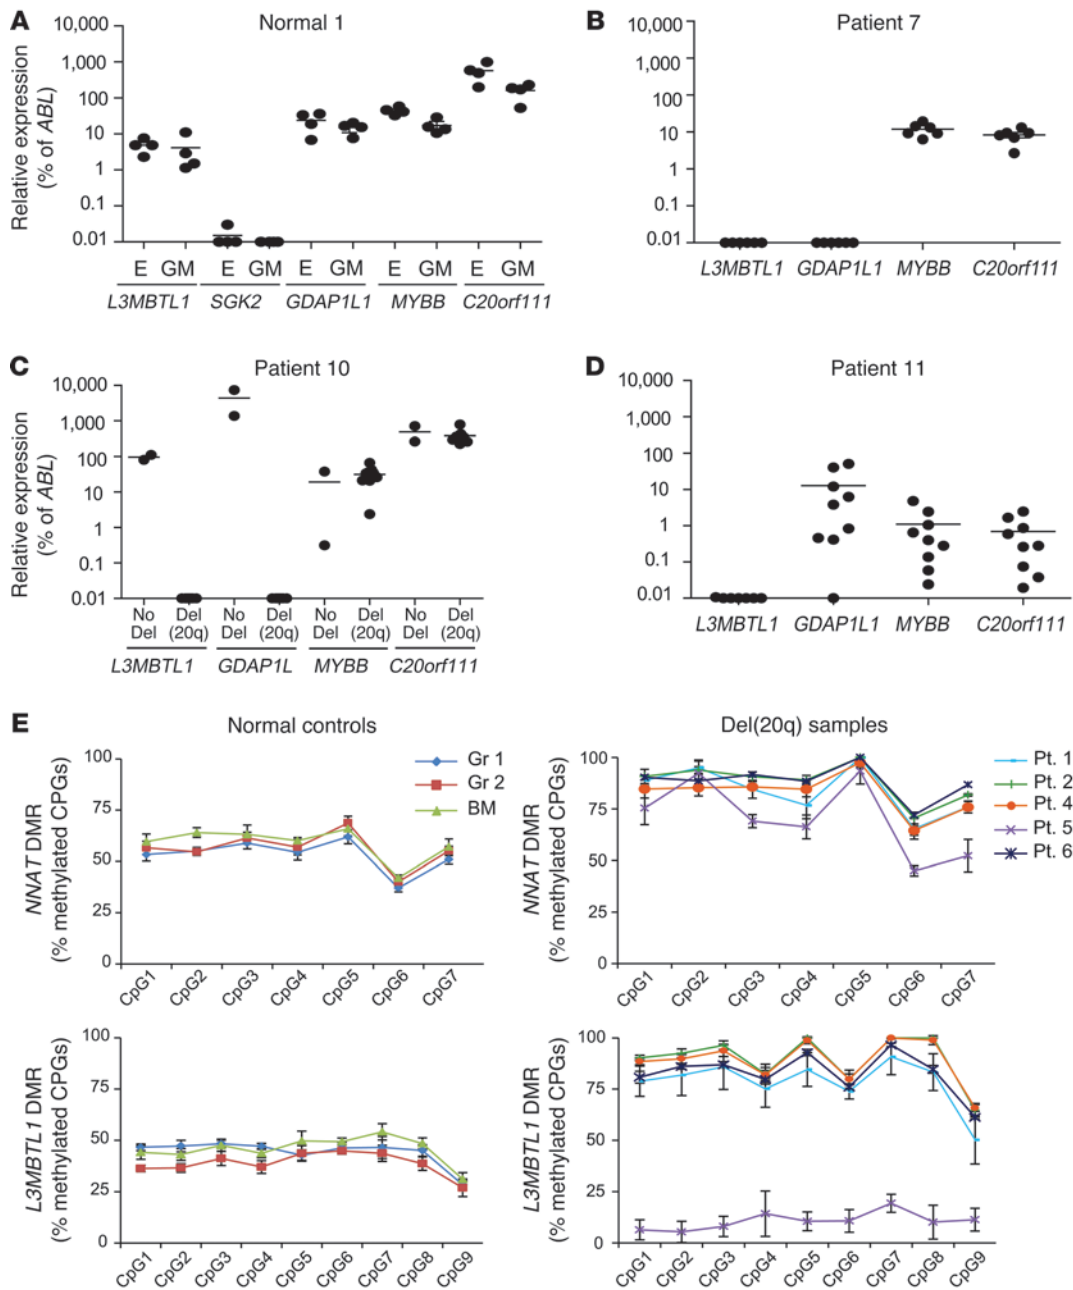 A
Normal 1
Relative expression
(% of ABL)
10,000
1,000
100
10
1
0.1
0.01
E GM E GM E GM E GM E GM
L3MBTL1 SGK2 GDAP1L1 MYBB C20orf111
B
Patient 7
10,000
1,000
100
10
1
0.1
0.01
L3MBTL1 GDAP1L1 MYBB C20orf111
C
Patient 10
Relative expression
(% of ABL)
10,000
1,000
100
10
1
0.1
0.01
No Del No Del No Del No Del
Del (20q) Del (20q) Del (20q) Del (20q)
L3MBTL1 GDAP1L MYBB C20orf111
D
Patient 11
10,000
1,000
100
10
1
0.1
0.01
L3MBTL1 GDAP1L1 MYBB C20orf111
E
Normal controls
NNAT DMR
(% methylated CPGs)
100
75
50
25
0
CpG1 CpG2 CpG3 CpG4 CpG5 CpG6 CpG7
Gr 1
Gr 2
BM
Del(20q) samples
NNAT DMR
(% methylated CPGs)
100
75
50
25
0
CpG1 CpG2 CpG3 CpG4 CpG5 CpG6 CpG7
Pt. 1
Pt. 2
Pt. 4
Pt. 5
Pt. 6
L3MBTL1 DMR
(% methylated CPGs)
100
75
50
25
0
CpG1 CpG2 CpG3 CpG4 CpG5 CpG6 CpG7 CpG8 CpG9
L3MBTL1 DMR
(% methylated CPGs)
100
75
50
25
0
CpG1 CpG2 CpG3 CpG4 CpG5 CpG6 CpG7 CpG8 CpG9